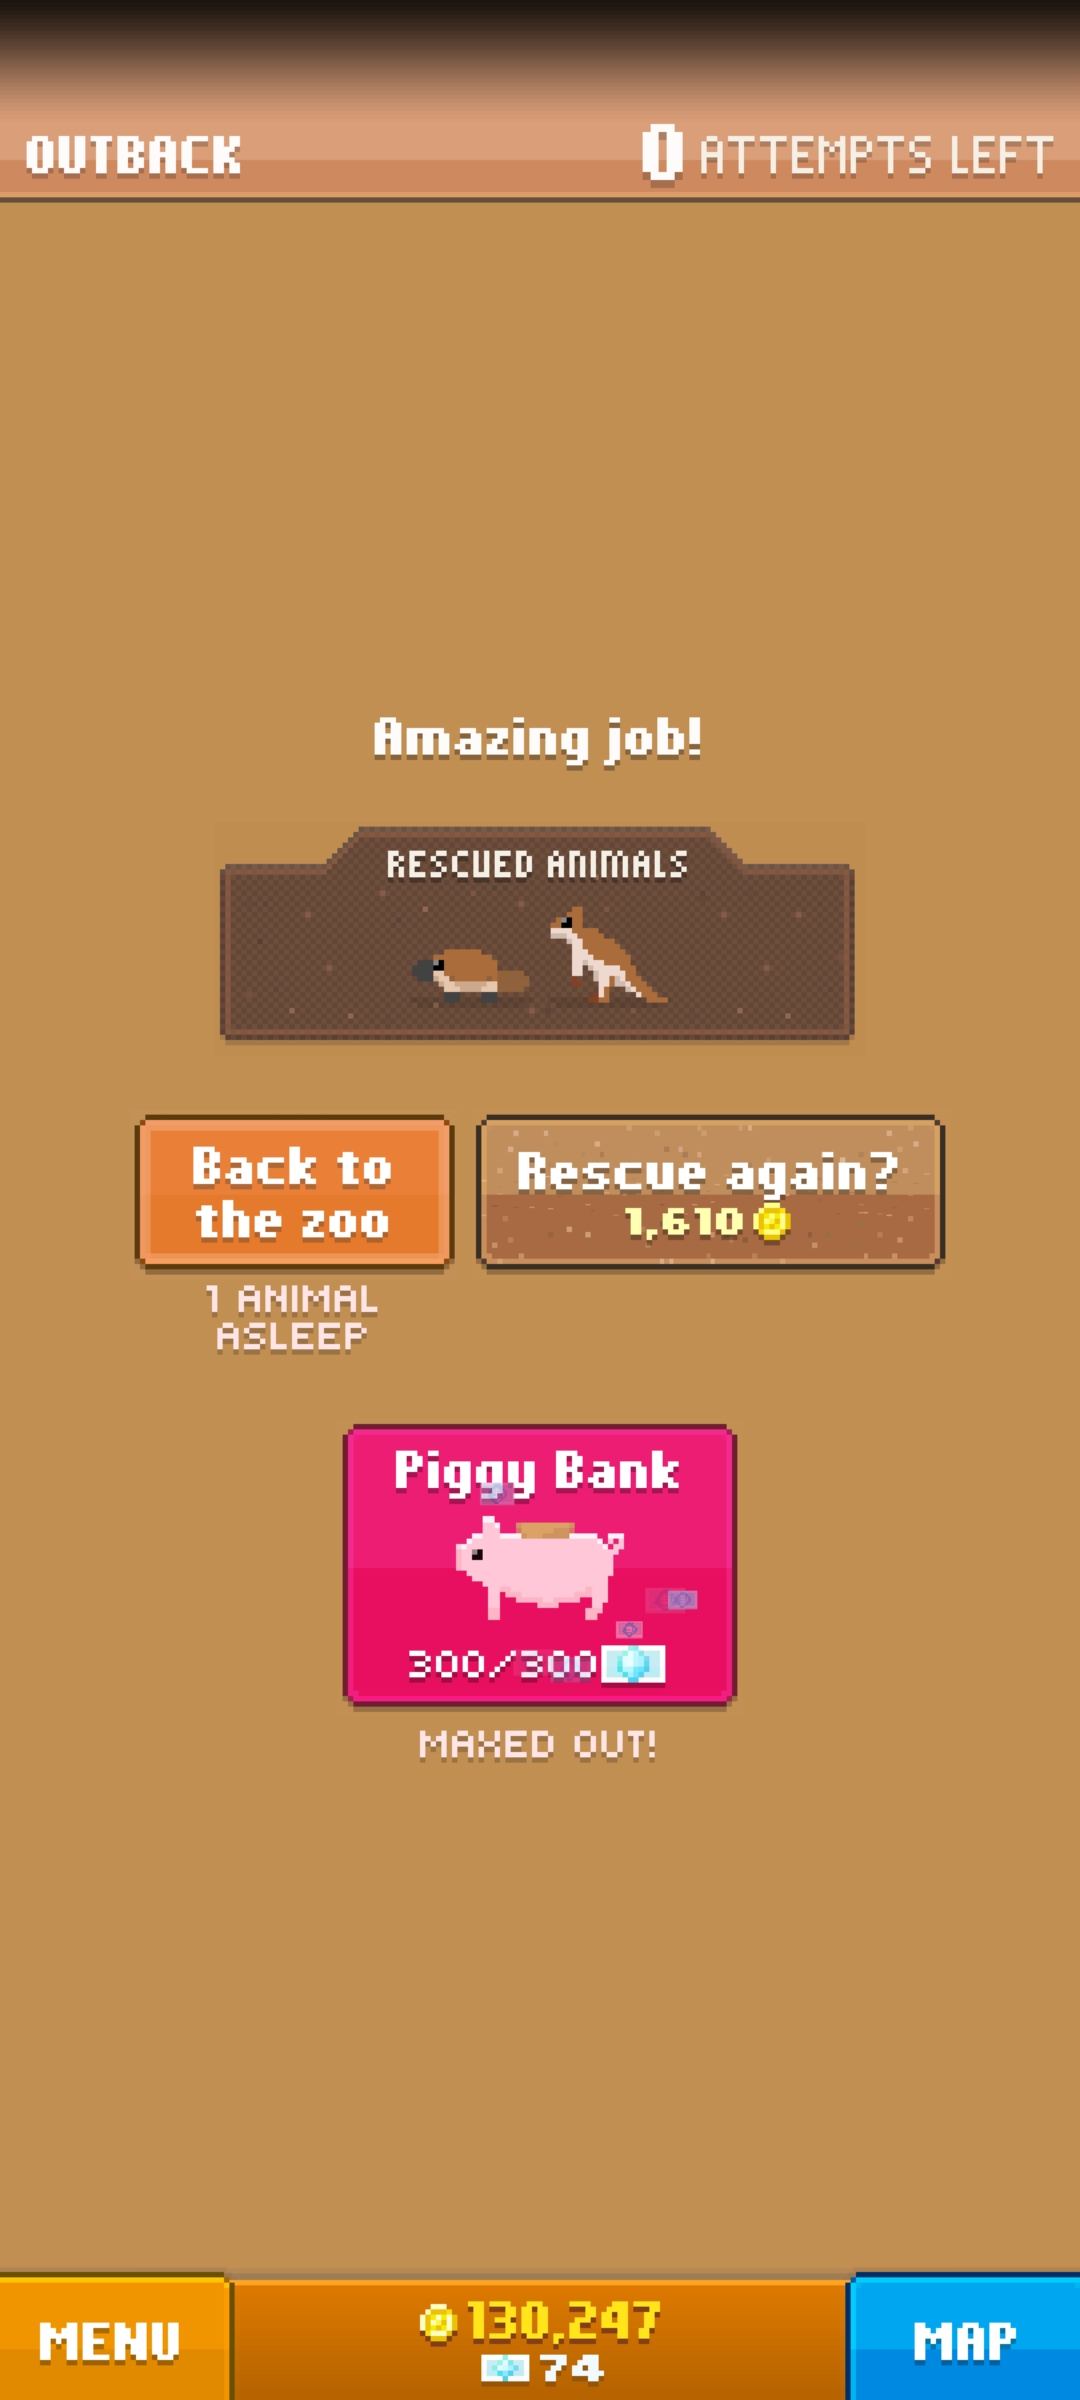 OUTBACK
0 ATTEMPTS LEFT
Amazing job!
RESCUED ANIMALS
Back to
the zoo
Rescue again?
1,610
1 ANIMAL
ASLEEP
Piggy Bank
300/300
MAXED OUT!
MENU
130,247
74
MAP